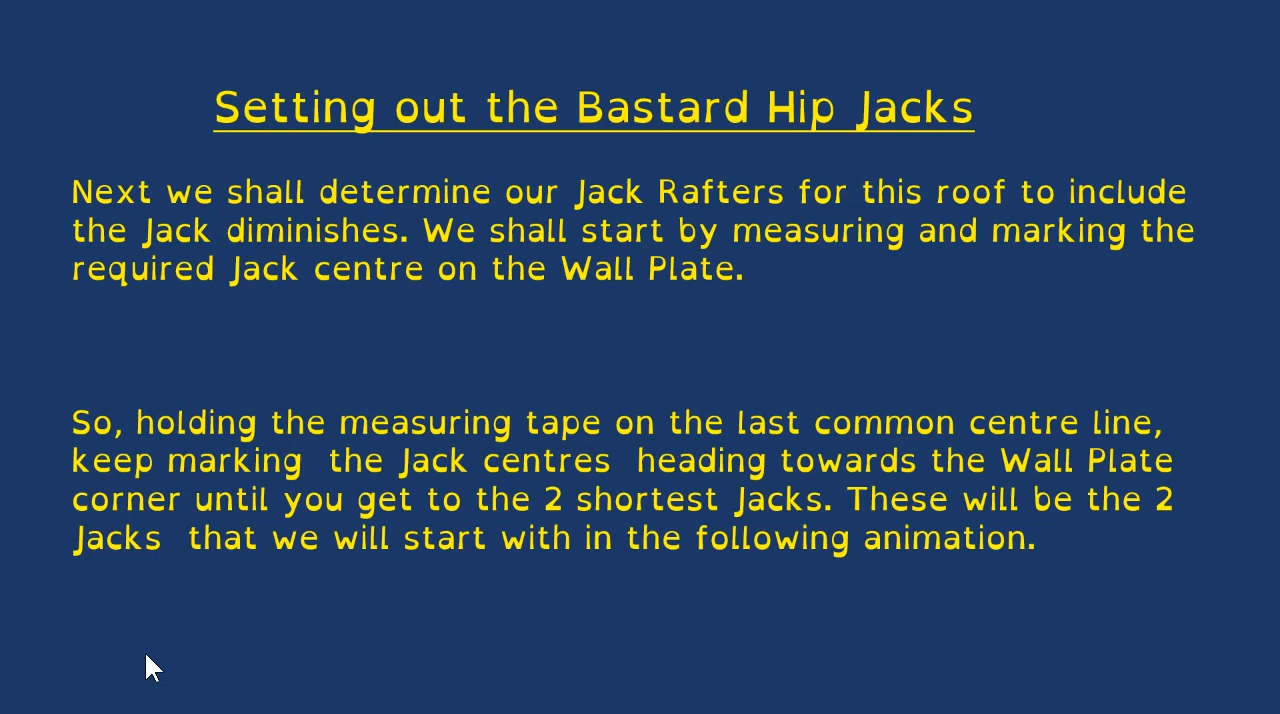 Setting out the Bastard Hip Jacks
Next we shall determine our Jack Rafters for this roof to include
the Jack diminishes. We shall start by measuring and marking the
required Jack centre on the Wall Plate.
So, holding the measuring tape on the last common centre line,
keep marking the Jack centres heading towards the Wall Plate
corner until you get to the 2 shortest Jacks. These will be the 2
Jacks that we will start with in the following animation.